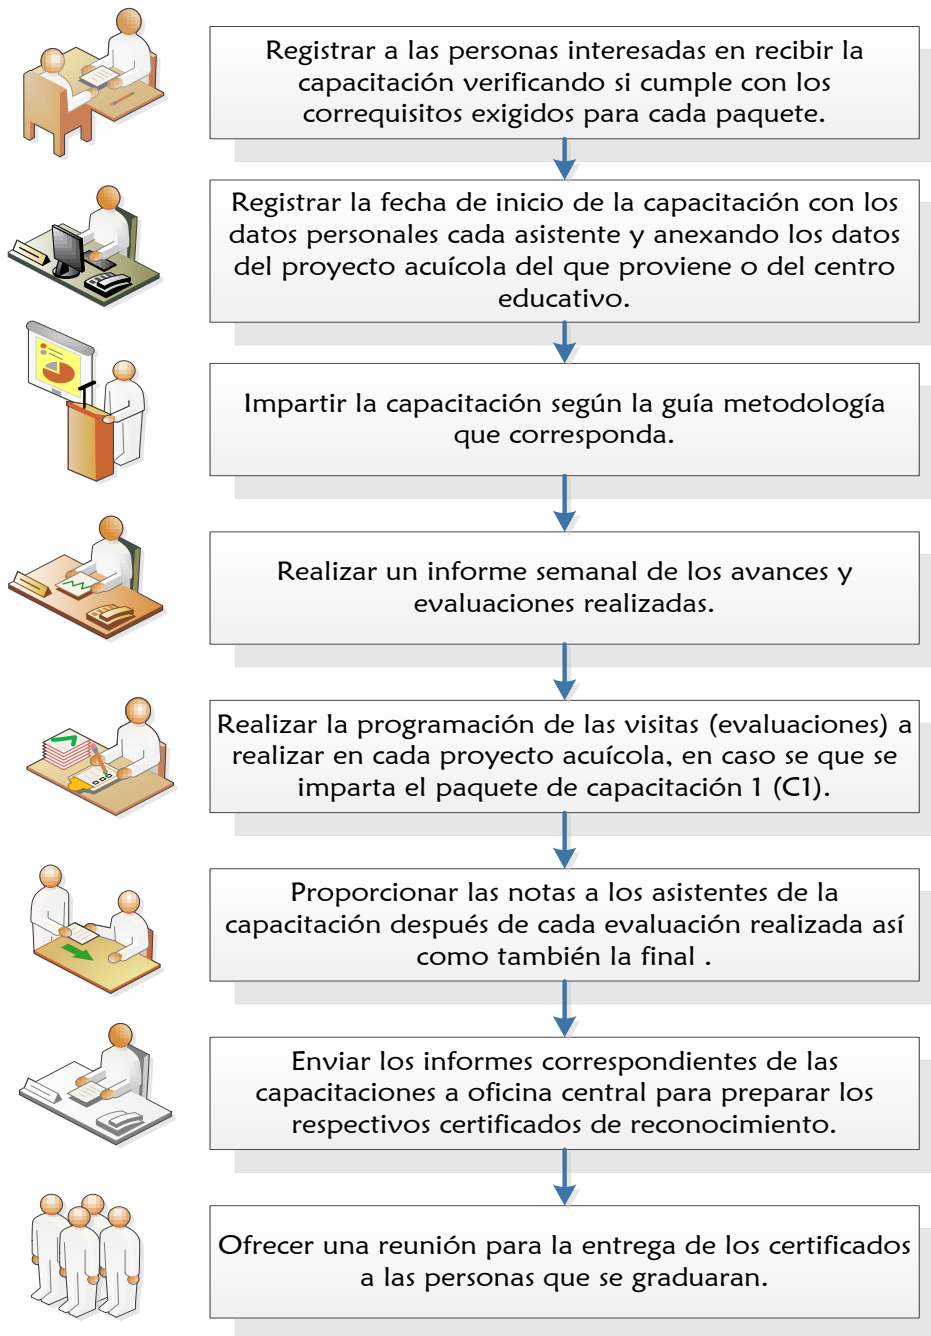 Registrar a las personas interesadas en recibir la
capacitación verificando si cumple con los
correquisitos exigidos para cada paquete.
Registrar la fecha de inicio de la capacitación con los
datos personales cada asistente y anexando los datos
del proyecto acuícola del que proviene o del centro
educativo.
Impartir la capacitación según la guía metodología
que corresponda.
Realizar un informe semanal de los avances y
evaluaciones realizadas.
Realizar la programación de las visitas (evaluaciones) a
realizar en cada proyecto acuícola, en caso se que se
imparta el paquete de capacitación 1 (C1).
Proporcionar las notas a los asistentes de la
capacitación después de cada evaluación realizada así
como también la final .
Enviar los informes correspondientes de las
capacitaciones a oficina central para preparar los
respectivos certificados de reconocimiento.
Ofrecer una reunión para la entrega de los certificados
a las personas que se graduaran.